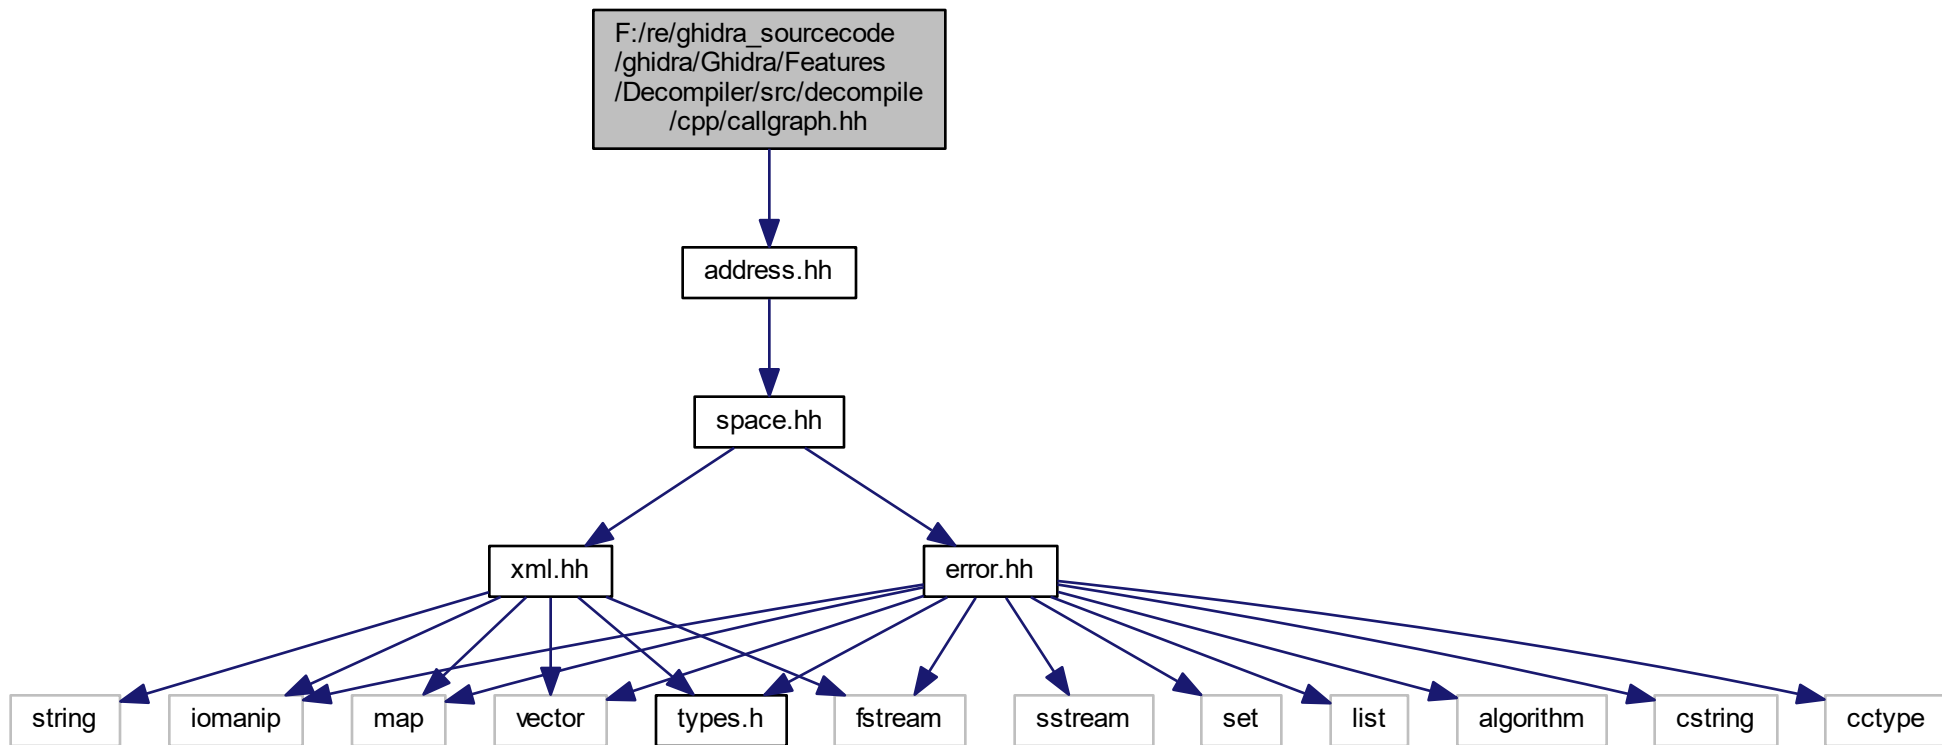 F:/re/ghidra_sourcecode
/ghidra/Ghidra/Features
/Decompiler/src/decompile
/cpp/callgraph.hh
address.hh
space.hh
xml.hh
error.hh
string
iomanip
map
vector
types.h
fstream
sstream
set
list
algorithm
cstring
cctype